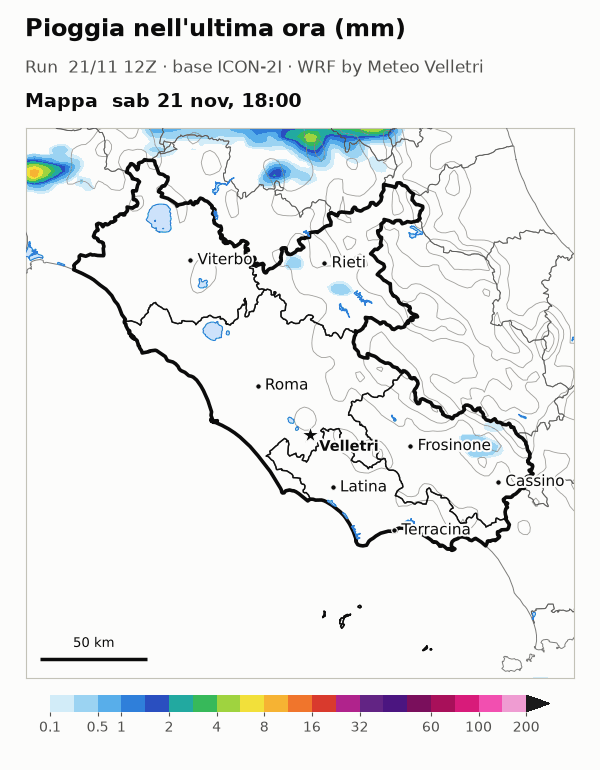 Pioggia nell'ultima ora (mm)
Run 21/11 12Z · base ICON-2I · WRF by Meteo Velletri
Mappa sab 21 nov, 18:00
Viterbo
Rieti
Roma
Velletri
Frosinone
Latina
Cassino
Terracina
50 km
0.1 0.5 1 2 4 8 16 32 60 100 200